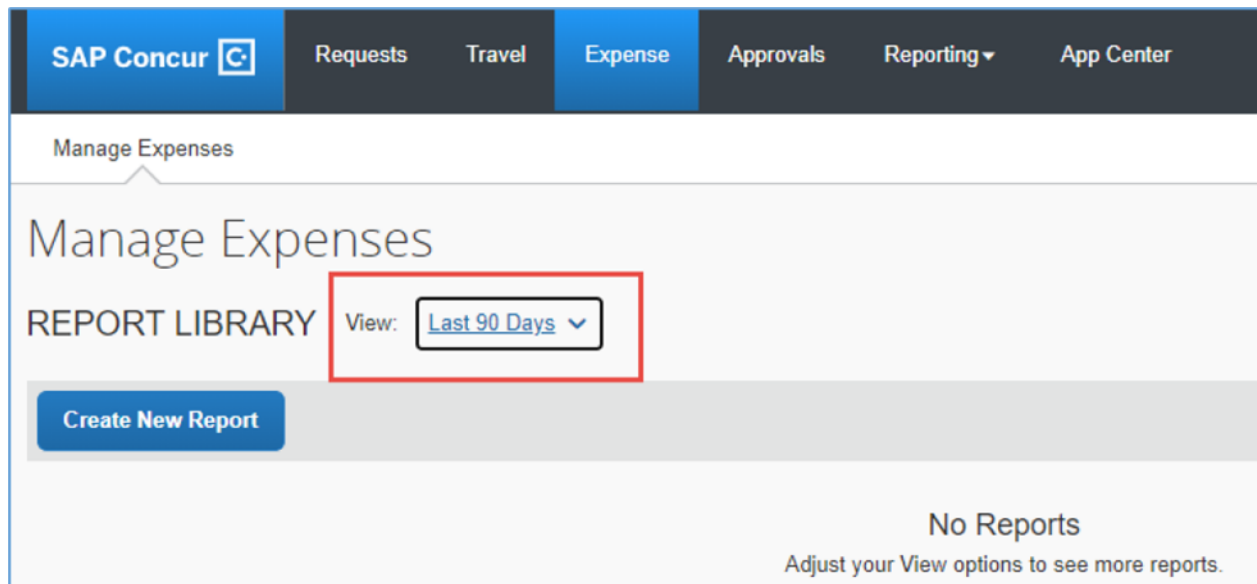 SAP Concur C. Requests Travel Expense Approvals Reporting App Center
Manage Expenses
Manage Expenses
REPORT LIBRARY View: Last 90 Days
Create New Report
No Reports
Adjust your View options to see more reports.